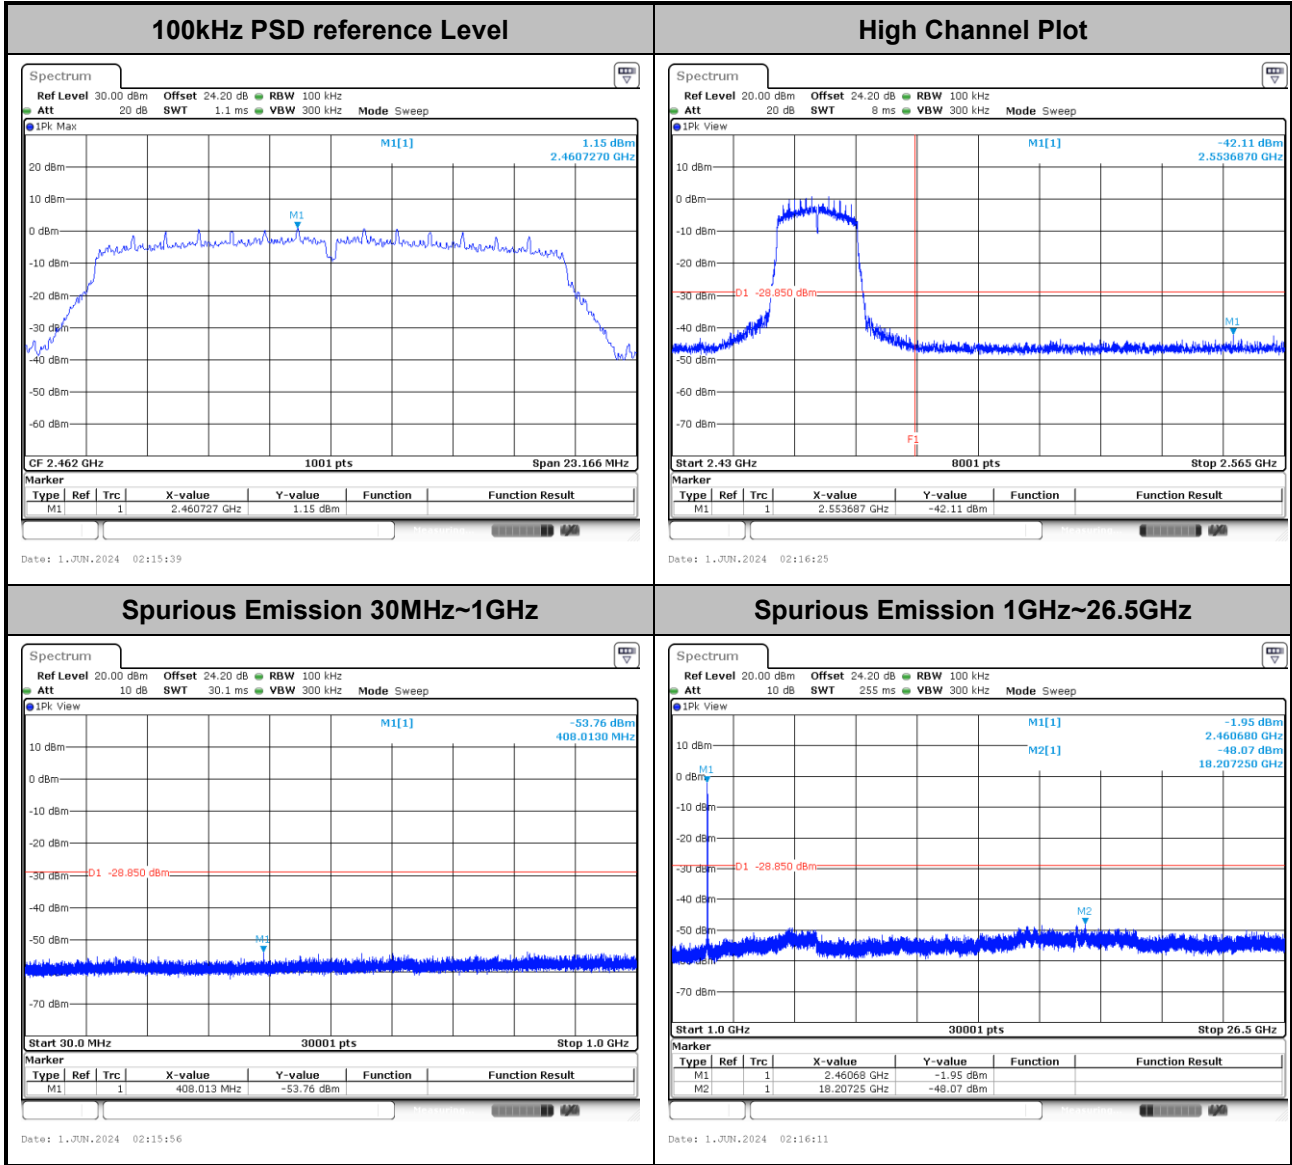 100kHz PSD reference Level
High Channel Plot
Spectrum
Ref Level 30.00 dBm Offset 24.20 dB RBW 100 kHz
Att 20 dB SWT 1.1 ms VBW 300 kHz Mode Sweep
1Pk Max
M1[1] 1.15 dBm
2.4607270 GHz
20 dBm
10 dBm
M1
0 dBm
-10 dBm
-20 dBm
-30 dBm
-40 dBm
-50 dBm
-60 dBm
CF 2.462 GHz 1001 pts Span 23.166 MHz
Marker
Type Ref Trc X-value Y-value Function Function Result
M1 1 2.460727 GHz 1.15 dBm
Date: 1.JUN.2024 02:15:39
Spectrum
Ref Level 20.00 dBm Offset 24.20 dB RBW 100 kHz
Att 20 dB SWT 8 ms VBW 300 kHz Mode Sweep
1Pk View
M1[1] -42.11 dBm
2.5536870 GHz
10 dBm
0 dBm
-10 dBm
-20 dBm
D1 -28.850 dBm
-30 dBm
M1
-40 dBm
-50 dBm
-60 dBm
-70 dBm
F1
Start 2.43 GHz 8001 pts Stop 2.565 GHz
Marker
Type Ref Trc X-value Y-value Function Function Result
M1 1 2.553687 GHz -42.11 dBm
Date: 1.JUN.2024 02:16:25
Spurious Emission 30MHz~1GHz
Spurious Emission 1GHz~26.5GHz
Spectrum
Ref Level 20.00 dBm Offset 24.20 dB RBW 100 kHz
Att 10 dB SWT 30.1 ms VBW 300 kHz Mode Sweep
1Pk View
M1[1] -53.76 dBm
408.0130 MHz
10 dBm
0 dBm
-10 dBm
-20 dBm
D1 -28.850 dBm
-30 dBm
-40 dBm
-50 dBm
M1
-70 dBm
Start 30.0 MHz 30001 pts Stop 1.0 GHz
Marker
Type Ref Trc X-value Y-value Function Function Result
M1 1 408.013 MHz -53.76 dBm
Date: 1.JUN.2024 02:15:56
Spectrum
Ref Level 20.00 dBm Offset 24.20 dB RBW 100 kHz
Att 10 dB SWT 255 ms VBW 300 kHz Mode Sweep
1Pk View
M1[1] -1.95 dBm
2.460680 GHz
M2[1] -48.07 dBm
18.207250 GHz
10 dBm
M1
0 dBm
-10 dBm
-20 dBm
D1 -28.850 dBm
-30 dBm
-40 dBm
M2
-50 dBm
-70 dBm
Start 1.0 GHz 30001 pts Stop 26.5 GHz
Marker
Type Ref Trc X-value Y-value Function Function Result
M1 1 2.46068 GHz -1.95 dBm
M2 1 18.20725 GHz -48.07 dBm
Date: 1.JUN.2024 02:16:11